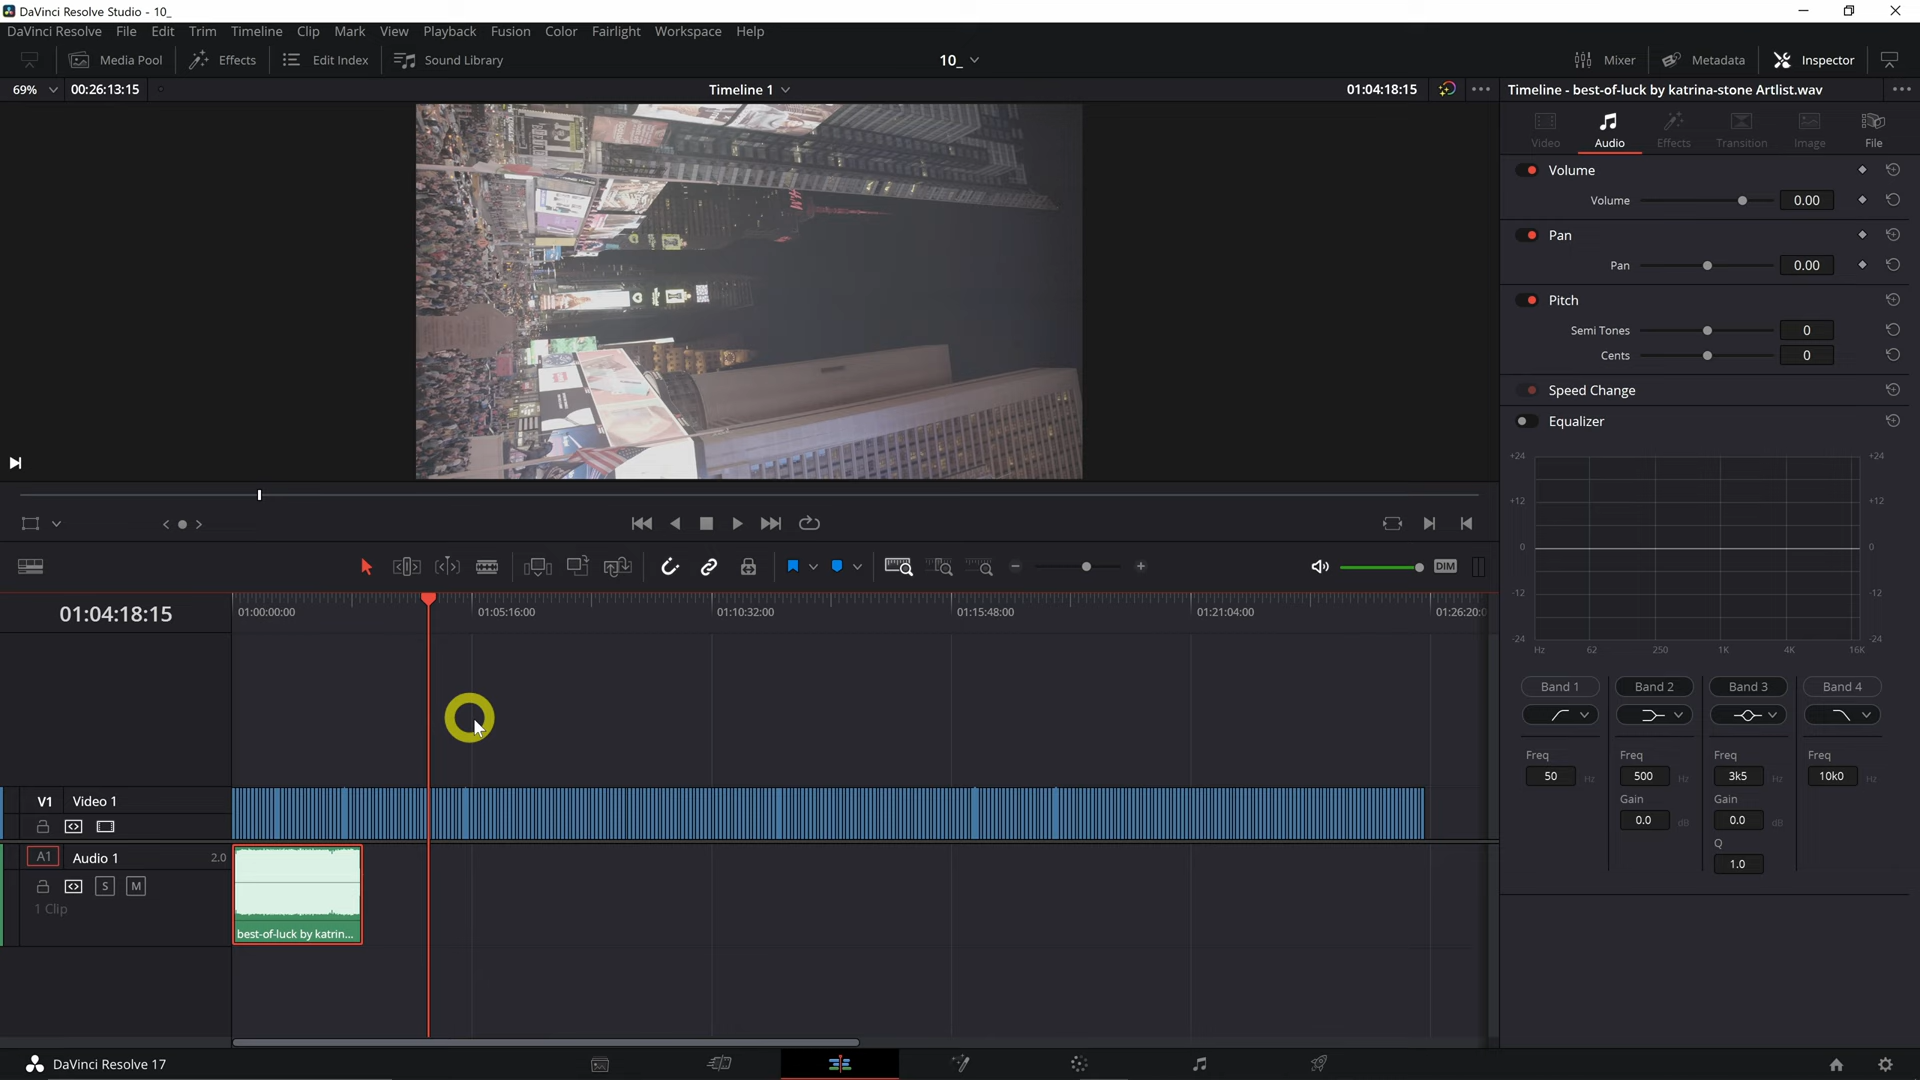 DaVinci Resolve Studio - 10_
DaVinci Resolve File Edit Trim Timeline Clip Mark View Playback Fusion Color Fairlight Workspace Help
Media Pool Effects Edit Index Sound Library 10_ Mixer Metadata Inspector
69% 00:26:13:15 Timeline 1 01:04:18:15 Timeline - best-of-luck by katrina-stone Artlist.wav
Video Audio Effects Transition Image File
Volume
Volume 0.00
Pan
Pan 0.00
Pitch
Semi Tones 0
Cents 0
Speed Change
Equalizer
+24 +24
+12 +12
0 0
-12 -12
-24 -24
Hz 62 250 1K 4K 16K
DIM
01:04:18:15 01:00:00:00 01:05:16:00 01:10:32:00 01:15:48:00 01:21:04:00 01:26:20:0
Band 1 Band 2 Band 3 Band 4
Freq Freq Freq Freq
50 Hz 500 Hz 3k5 Hz 10k0 Hz
Gain Gain
0.0 dB 0.0 dB
Q
1.0
V1 Video 1
A1 Audio 1 2.0
S M
1 Clip
best-of-luck by katrin...
DaVinci Resolve 17